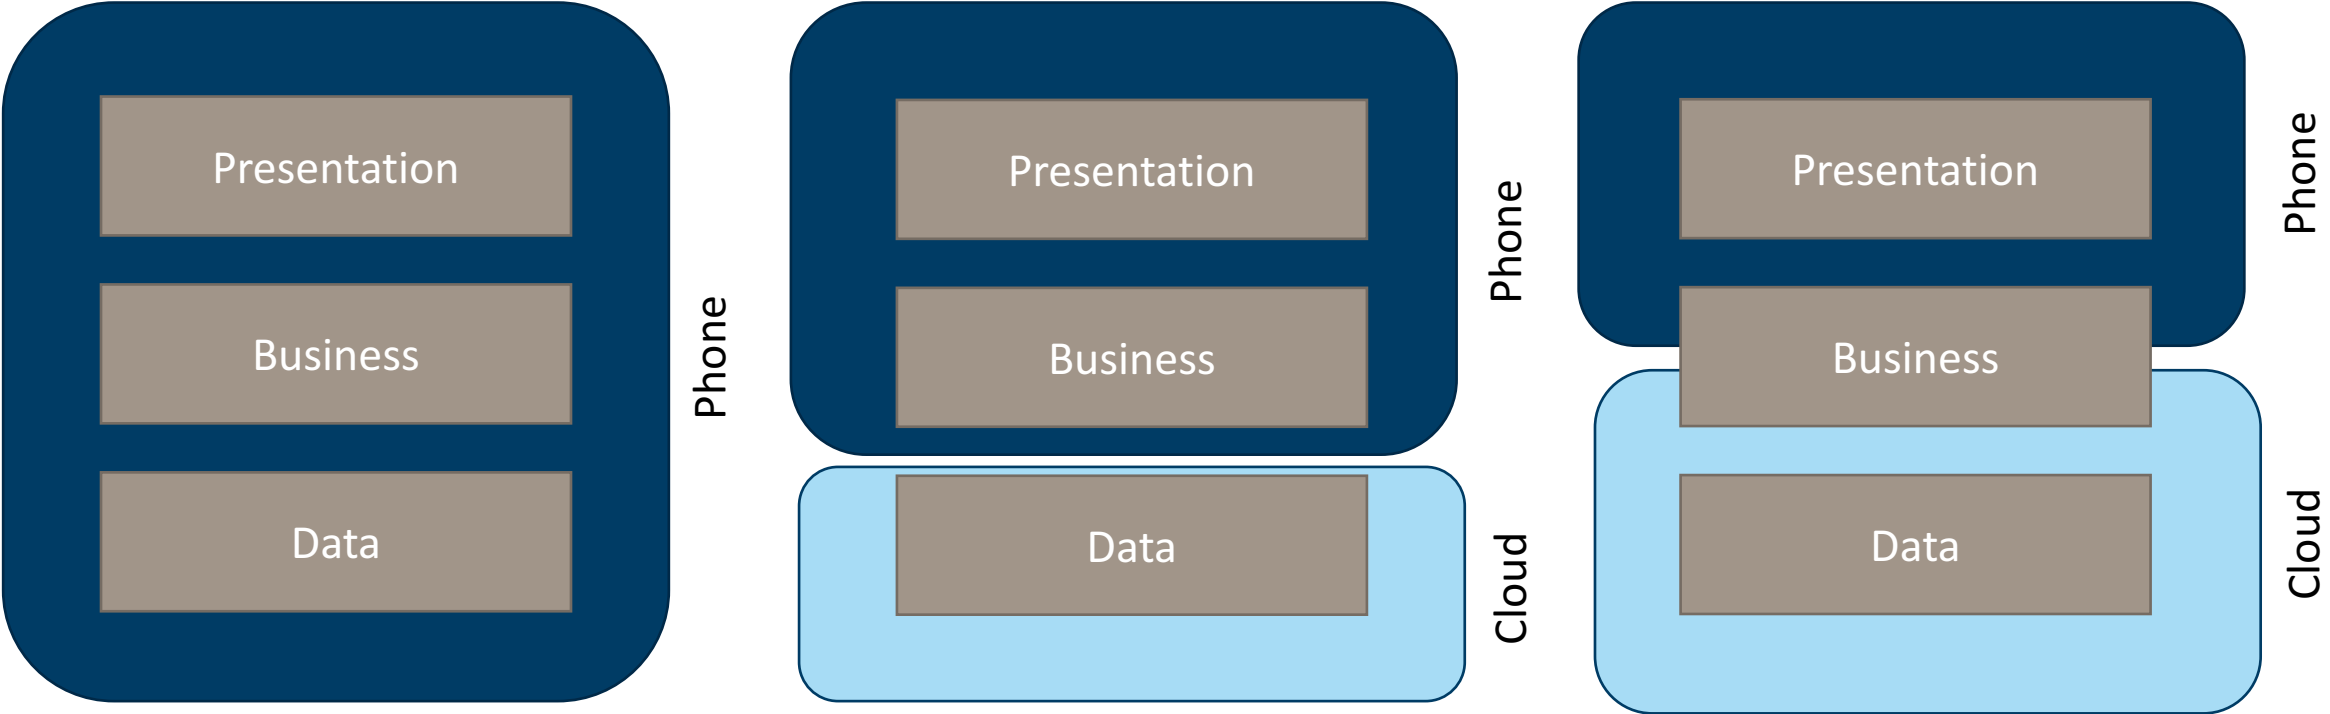 Presentation
Business
Data
Phone
Presentation
Business
Data
Phone
Cloud
Presentation
Business
Data
Phone
Cloud